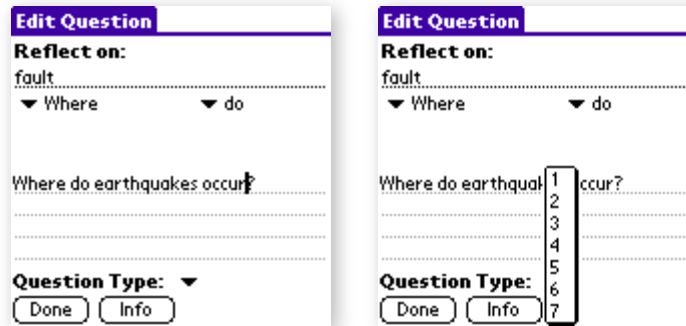 Edit Question
Reflect on:
fault
Where do
Where do earthquakes occur?
Question Type:
Done Info
Edit Question
Reflect on:
fault
Where do
Where do earthquak ccur?
1
2
3
4
5
6
7
Question Type:
Done Info